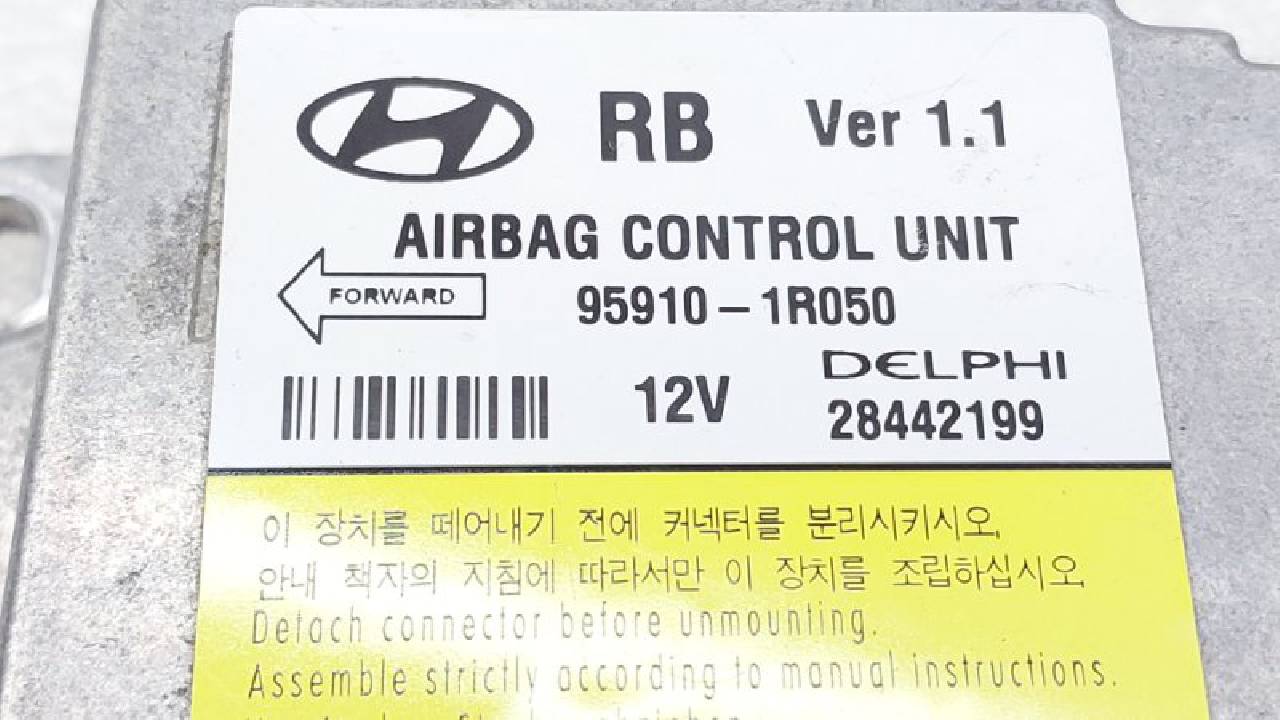 RB Ver 1.1
AIRBAG CONTROL UNIT
FORWARD 95910-1R050
12V DELPHI
28442199
이 장치를 떼어내기 전에 커넥터를 분리시키시오.
안내 책자의 지침에 따라서만 이 장치를 조립하십시오.
Detach connector before unmounting.
Assemble strictly according to manual instructions.